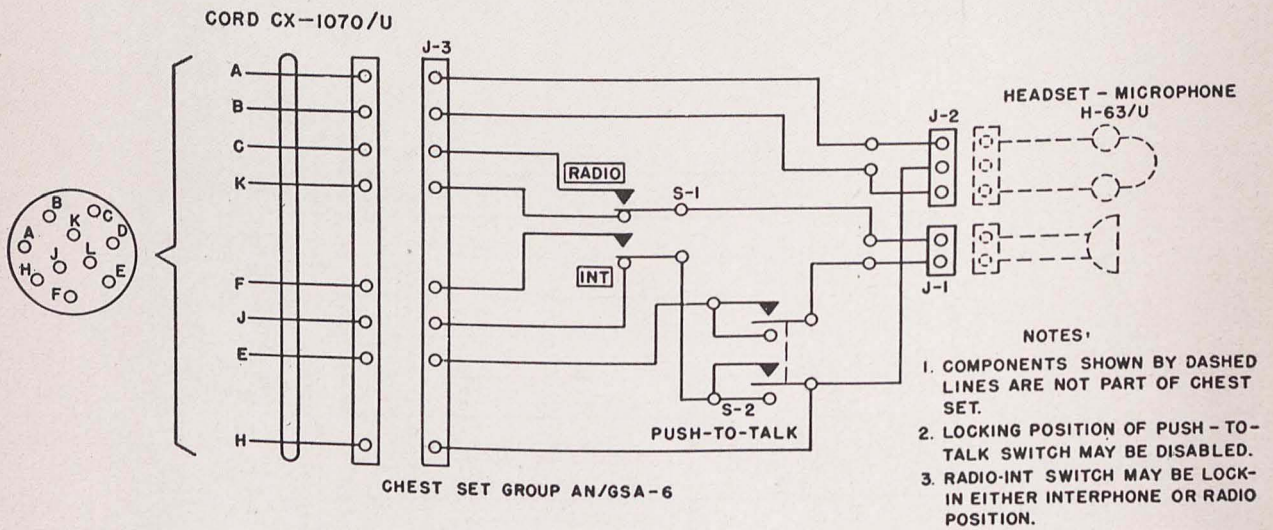 CORD CX-1070/U
J-3
A
B
C
K
F
J
E
H
B
C
K
D
A
J
L
H
E
F
RADIO
S-1
INT
S-2
PUSH-TO-TALK
J-2
J-1
HEADSET - MICROPHONE
H-63/U
CHEST SET GROUP AN/GSA-6
NOTES:
1. COMPONENTS SHOWN BY DASHED
LINES ARE NOT PART OF CHEST
SET.
2. LOCKING POSITION OF PUSH-TO-
TALK SWITCH MAY BE DISABLED.
3. RADIO-INT SWITCH MAY BE LOCK-
IN EITHER INTERPHONE OR RADIO
POSITION.